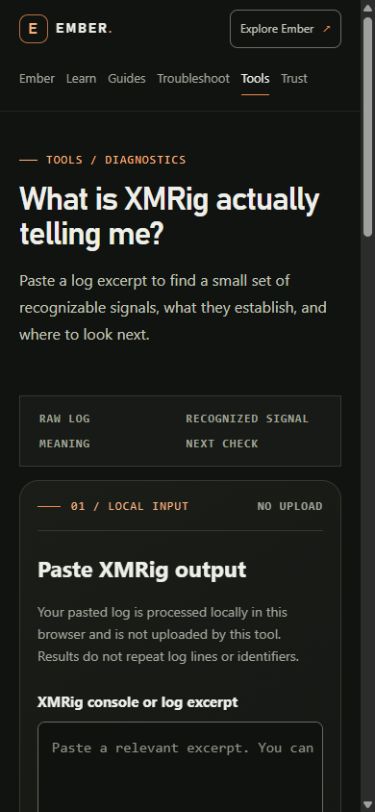 E EMBER.
Explore Ember ↗
Ember Learn Guides Troubleshoot Tools Trust
TOOLS / DIAGNOSTICS
What is XMRig actually
telling me?
Paste a log excerpt to find a small set of
recognizable signals, what they establish, and
where to look next.
RAW LOG RECOGNIZED SIGNAL
MEANING NEXT CHECK
01 / LOCAL INPUT NO UPLOAD
Paste XMRig output
Your pasted log is processed locally in this
browser and is not uploaded by this tool.
Results do not repeat log lines or identifiers.
XMRig console or log excerpt
Paste a relevant excerpt. You can